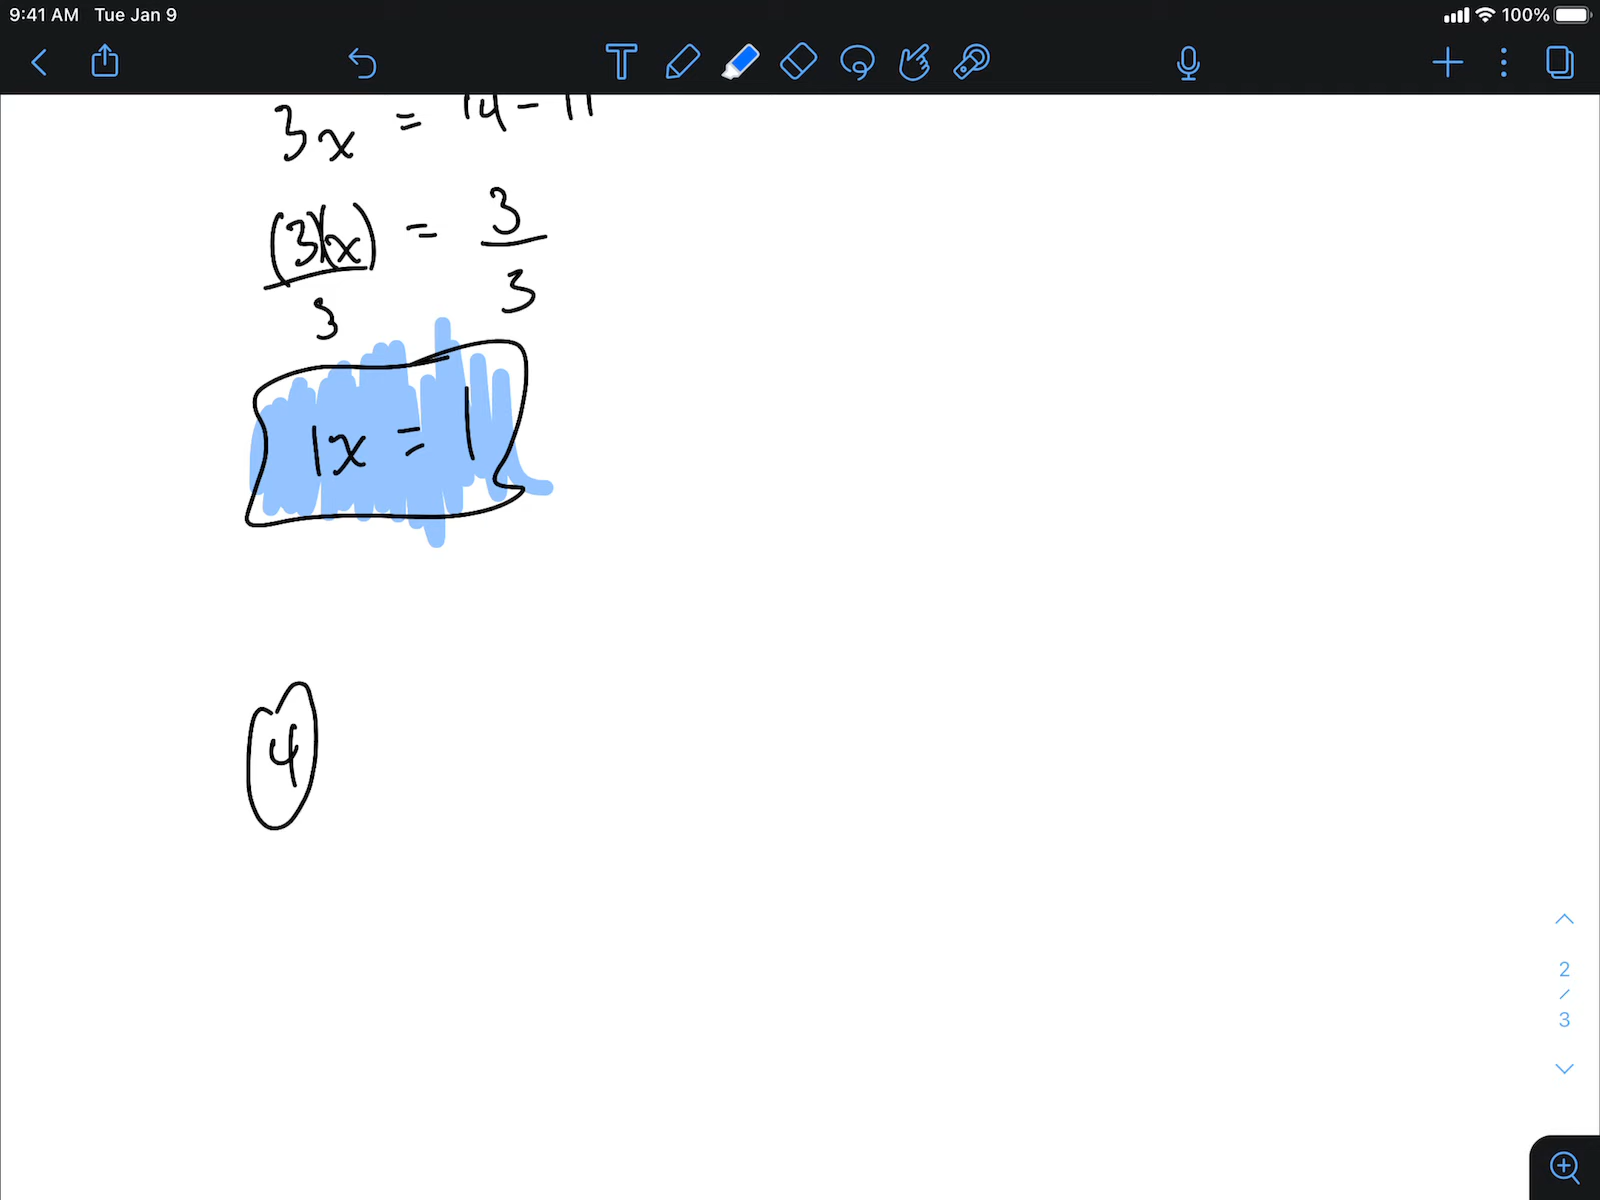 9:41 AM Tue Jan 9 100%
3x = 14 - 11
(3)(x) = 3
3 3
1x = 1
4
2
/
3